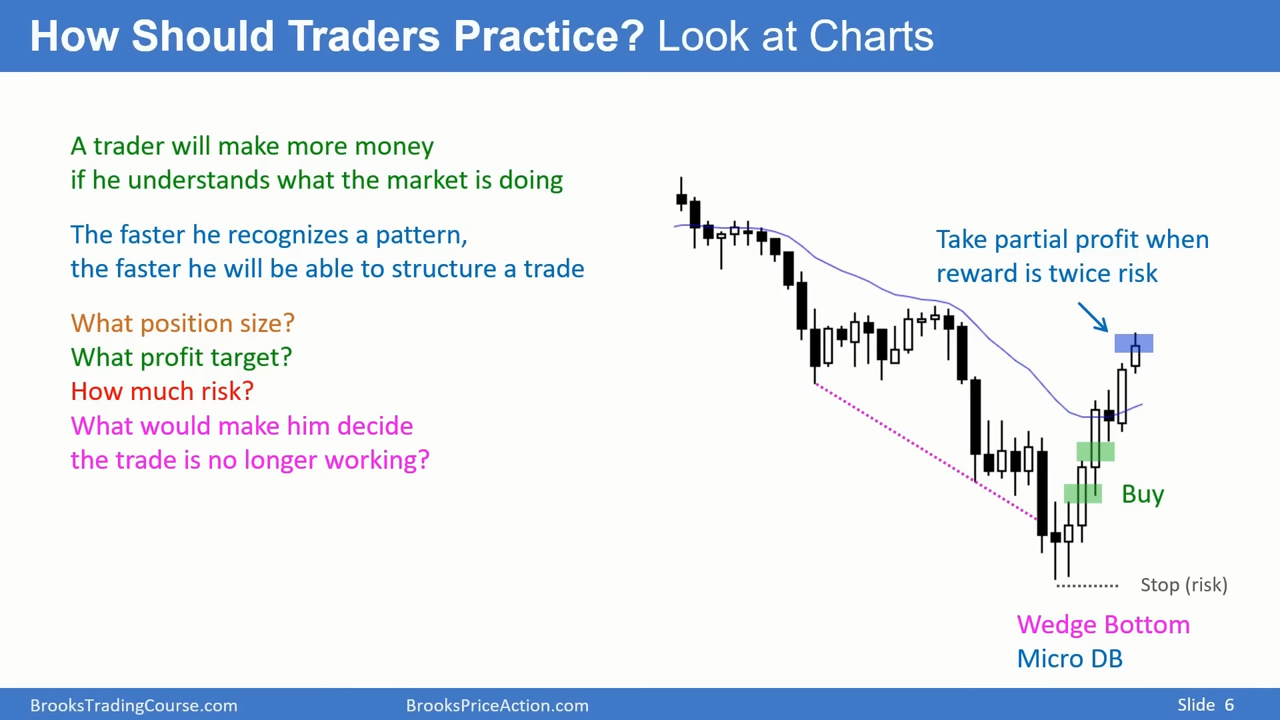 How Should Traders Practice? Look at Charts
A trader will make more money
if he understands what the market is doing
The faster he recognizes a pattern,
the faster he will be able to structure a trade
What position size?
What profit target?
How much risk?
What would make him decide
the trade is no longer working?
Take partial profit when
reward is twice risk
Buy
Stop (risk)
Wedge Bottom
Micro DB
BrooksTradingCourse.com
BrooksPriceAction.com
Slide 6